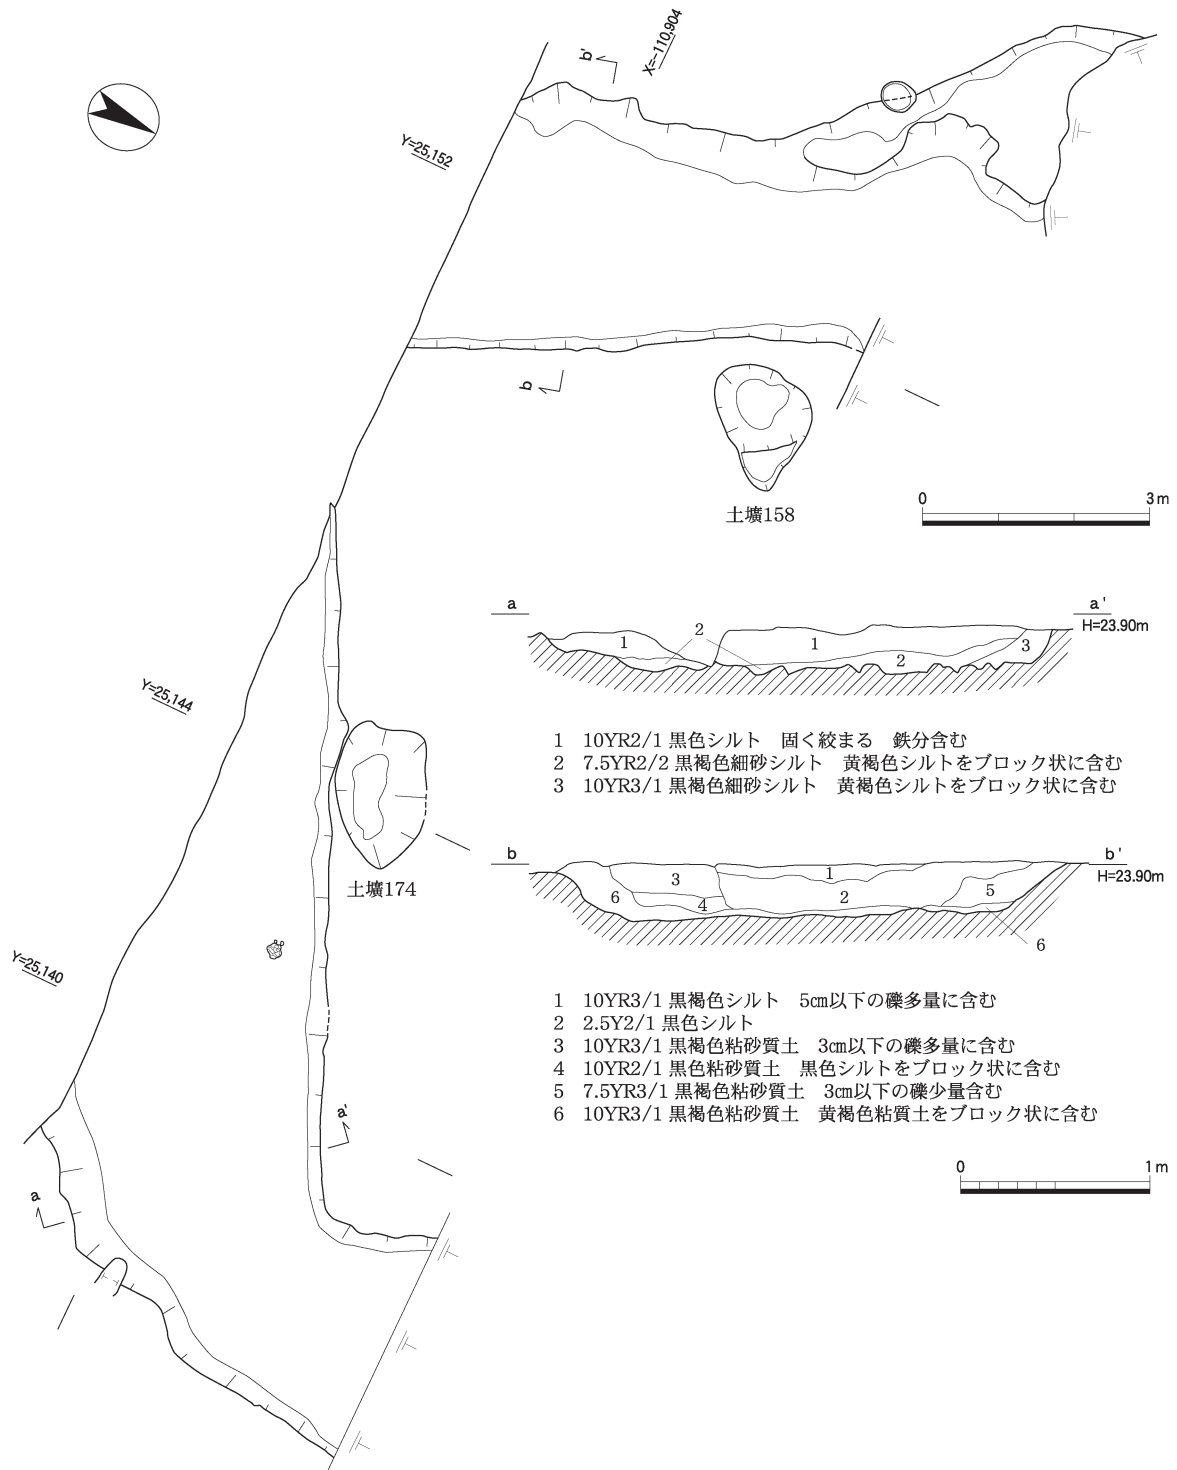 b'
X=-110,904
Y=25,152
b
土壙158
0 3m
a a'
H=23.90m
1 2 1 2 3
1 10YR2/1 黒色シルト 固く絞まる 鉄分含む
2 7.5YR2/2 黒褐色細砂シルト 黄褐色シルトをブロック状に含む
3 10YR3/1 黒褐色細砂シルト 黄褐色シルトをブロック状に含む
Y=25,144
土壙174
b b'
H=23.90m
6 3 4 1 2 5 6
Y=25,140
1 10YR3/1 黒褐色シルト 5㎝以下の礫多量に含む
2 2.5Y2/1 黒色シルト
3 10YR3/1 黒褐色粘砂質土 3㎝以下の礫多量に含む
4 10YR2/1 黒色粘砂質土 黒色シルトをブロック状に含む
5 7.5YR3/1 黒褐色粘砂質土 3㎝以下の礫少量含む
6 10YR3/1 黒褐色粘砂質土 黄褐色粘質土をブロック状に含む
a'
a
0 1m